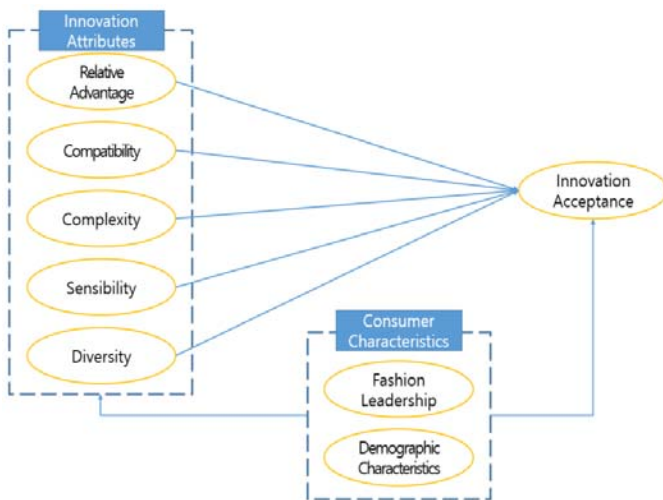 Innovation
Attributes
Relative
Advantage
Compatibility
Complexity
Sensibility
Diversity
Innovation
Acceptance
Consumer
Characteristics
Fashion
Leadership
Demographic
Characteristics